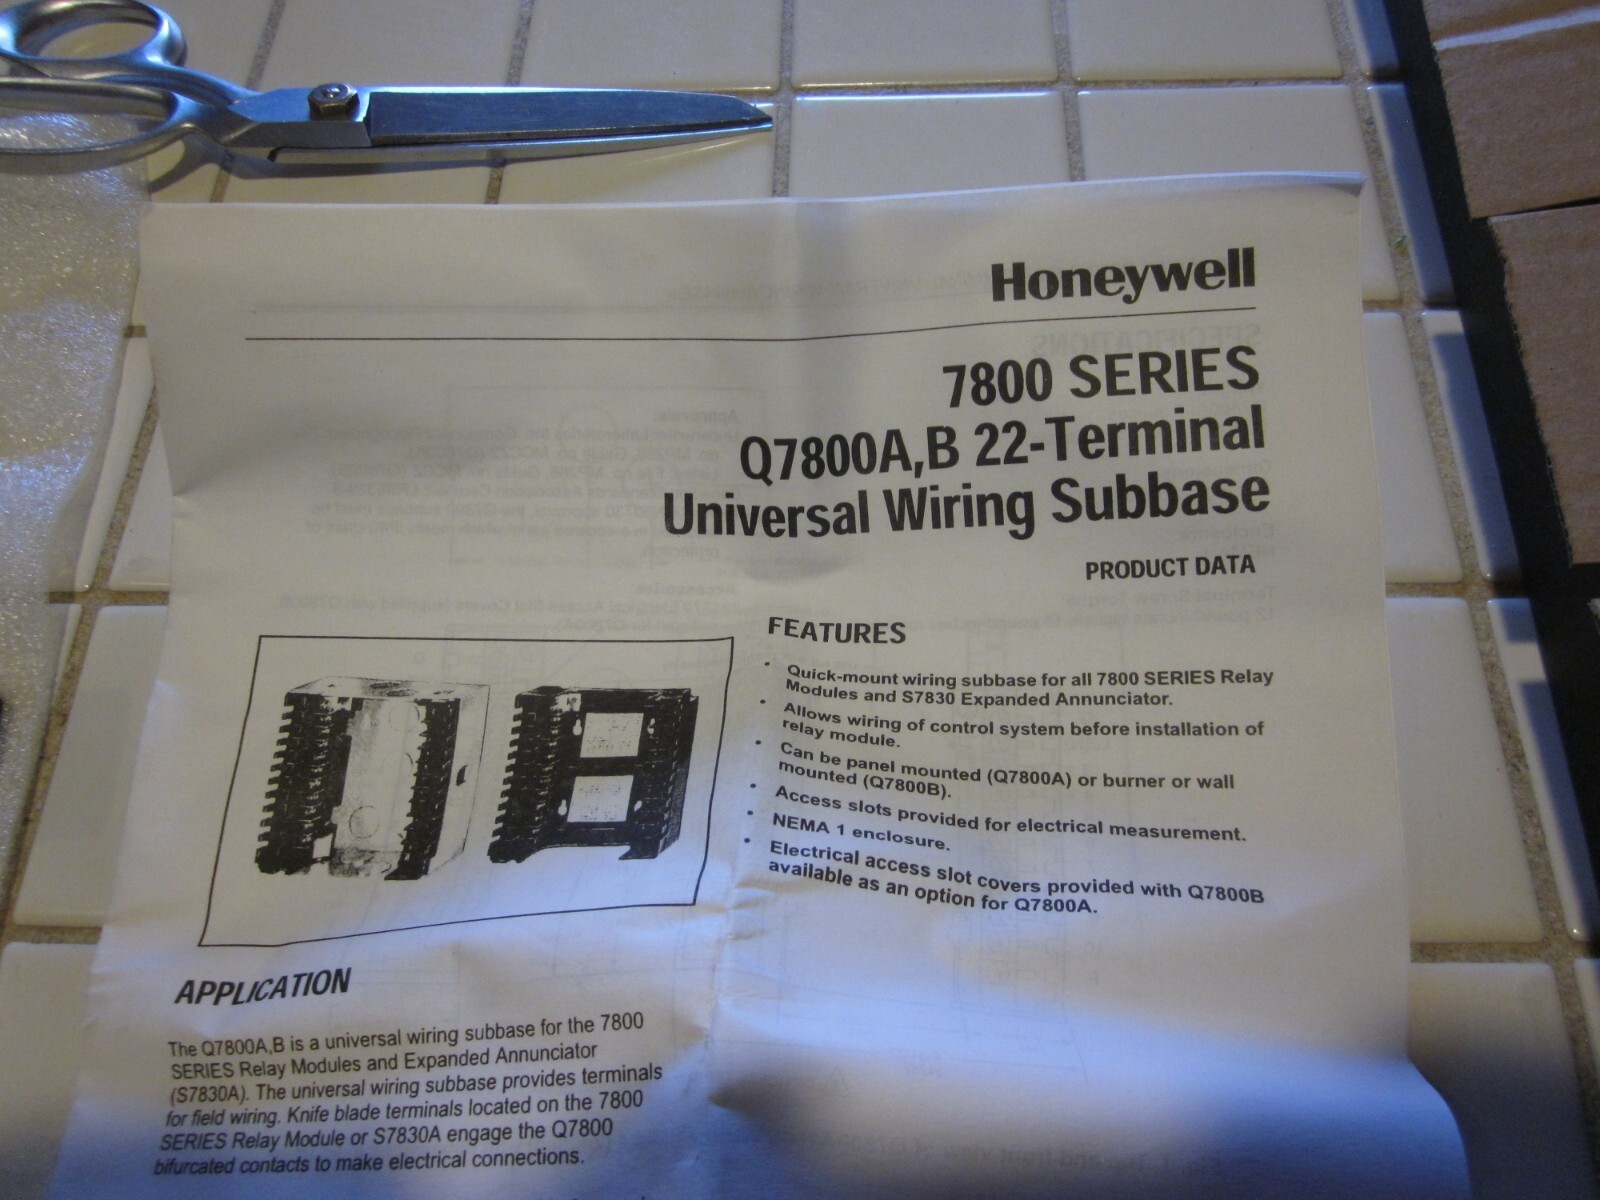 Honeywell
7800 SERIES
Q7800A,B 22-Terminal
Universal Wiring Subbase
PRODUCT DATA
FEATURES
• Quick-mount wiring subbase for all 7800 SERIES Relay
Modules and S7830 Expanded Annunciator.
• Allows wiring of control system before installation of
relay module.
• Can be panel mounted (Q7800A) or burner or wall
mounted (Q7800B).
• Access slots provided for electrical measurement.
• NEMA 1 enclosure.
• Electrical access slot covers provided with Q7800B
available as an option for Q7800A.
APPLICATION
The Q7800A,B is a universal wiring subbase for the 7800
SERIES Relay Modules and Expanded Annunciator
(S7830A). The universal wiring subbase provides terminals
for field wiring. Knife blade terminals located on the 7800
SERIES Relay Module or S7830A engage the Q7800
bifurcated contacts to make electrical connections.